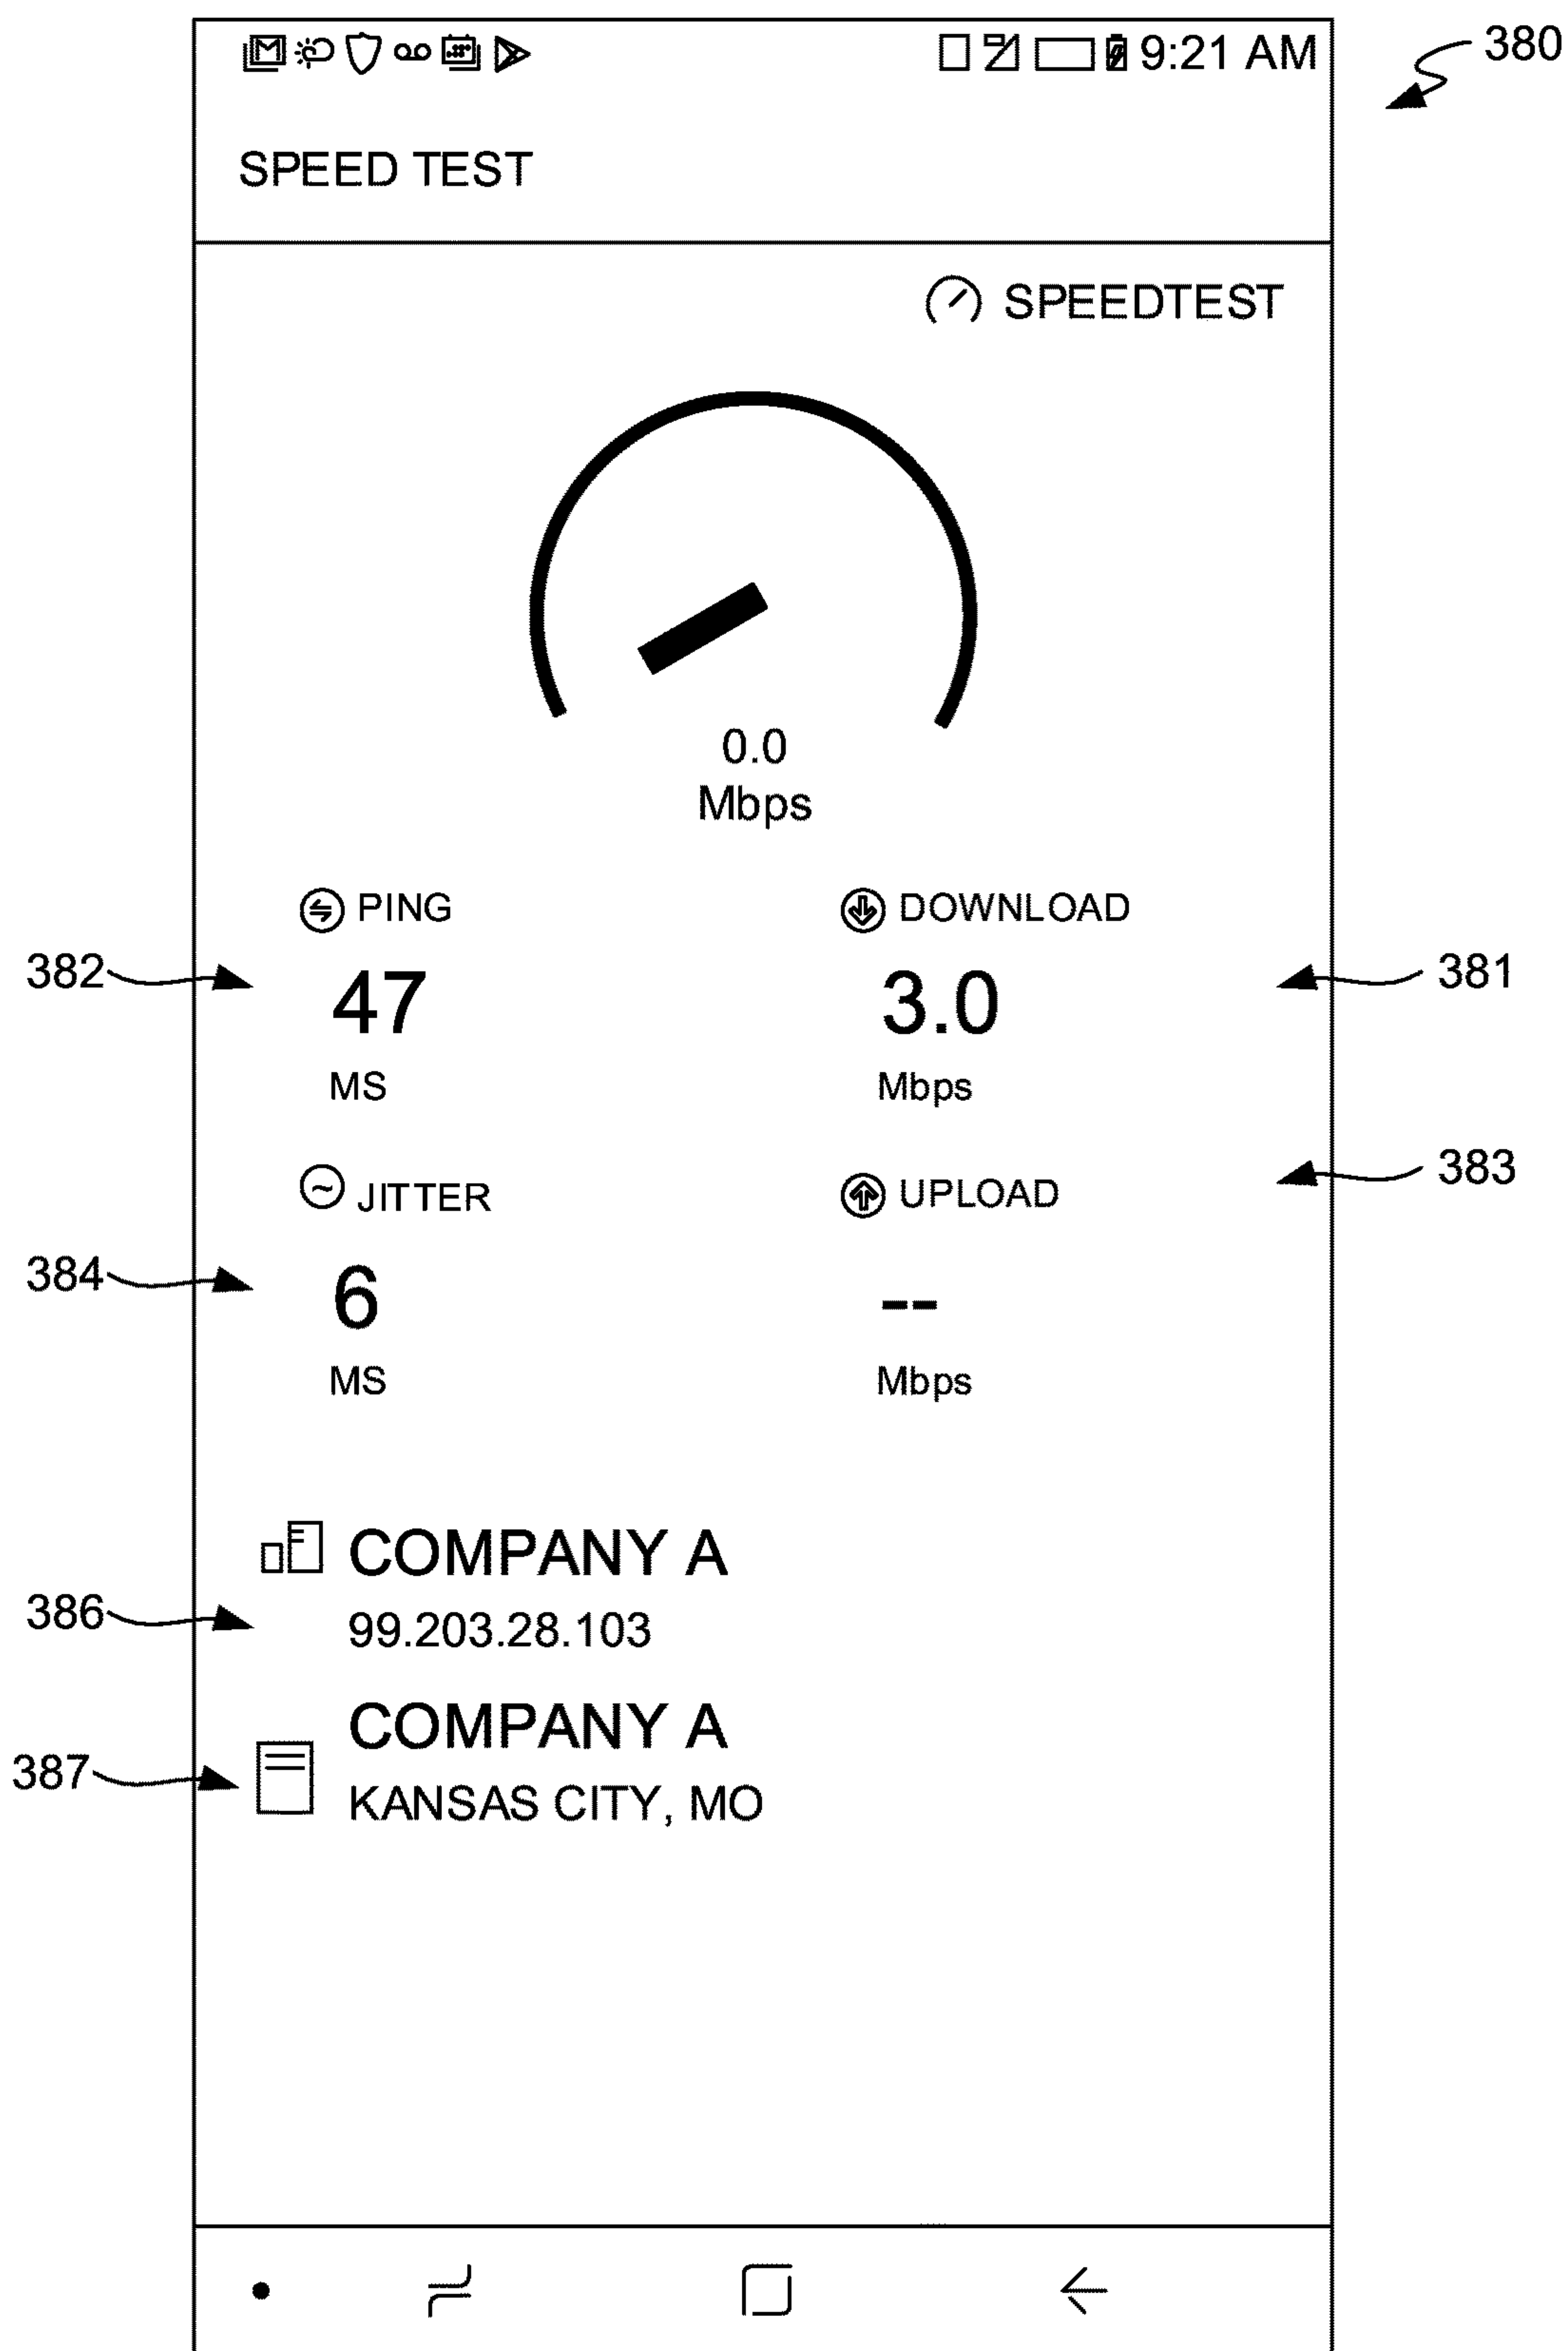 9:21 AM
380
SPEED TEST
SPEEDTEST
0.0
Mbps
PING
DOWNLOAD
382
47
3.0
381
MS
Mbps
JITTER
UPLOAD
383
384
6
--
MS
Mbps
COMPANY A
386
99.203.28.103
COMPANY A
387
KANSAS CITY, MO